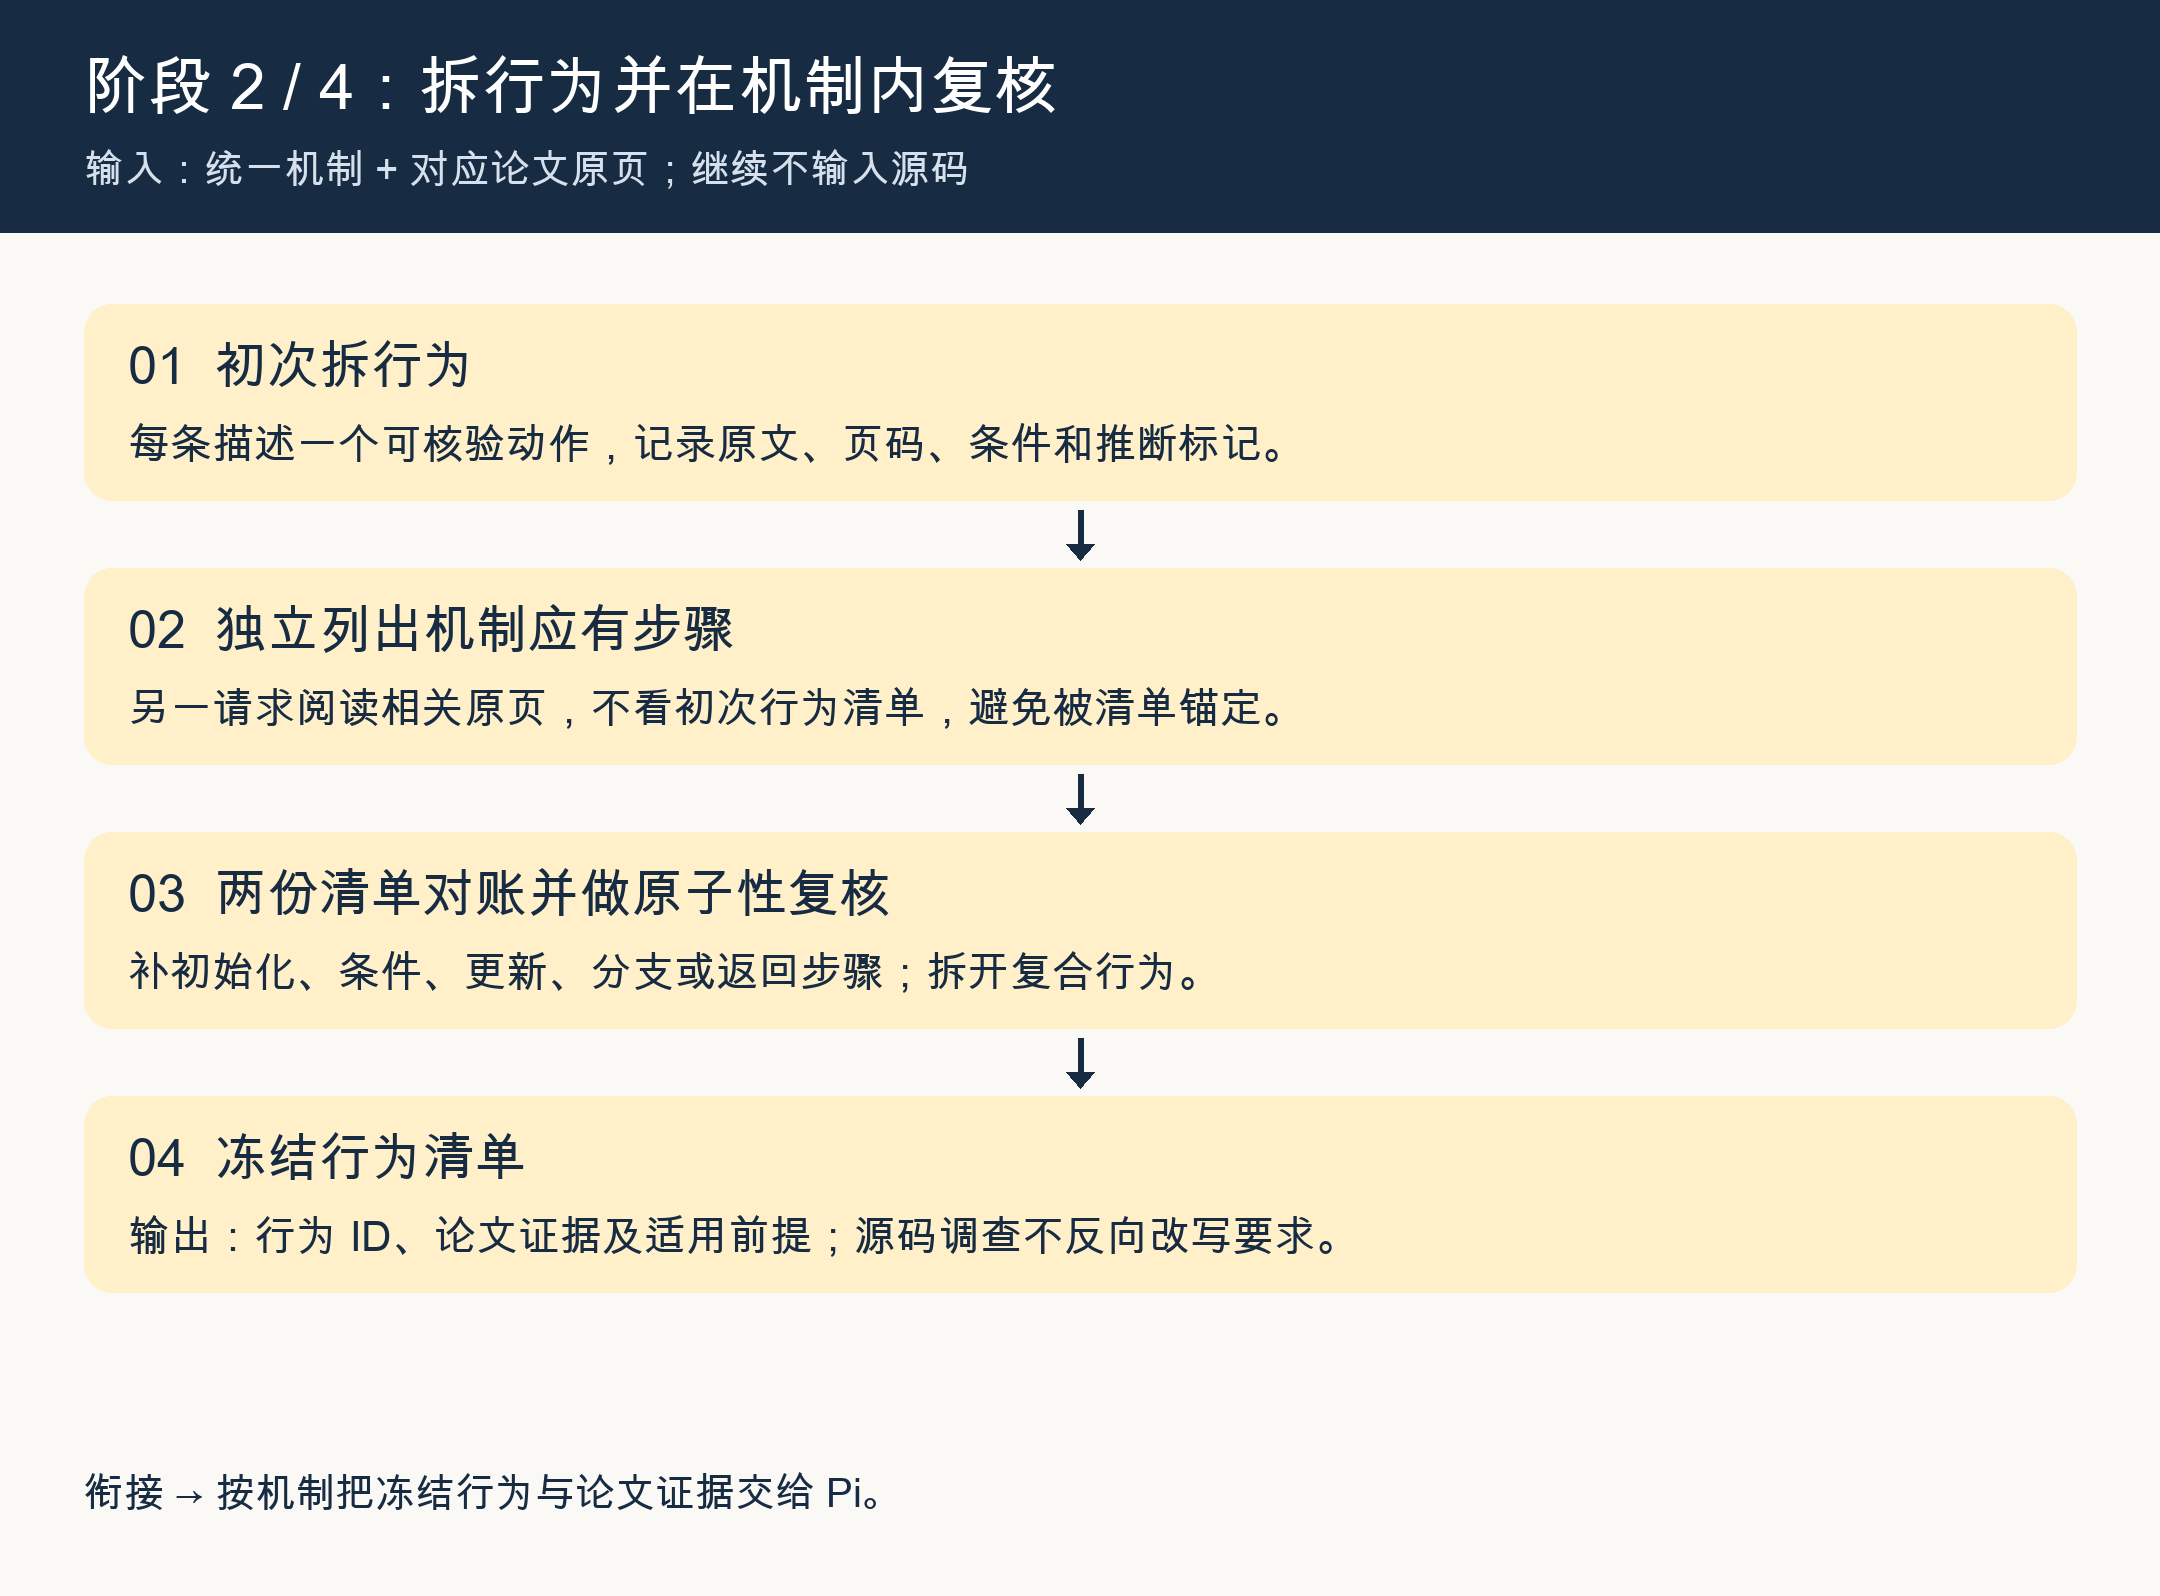 阶段 2 / 4：拆行为并在机制内复核
输入：统一机制 + 对应论文原页；继续不输入源码
01 初次拆行为
每条描述一个可核验动作，记录原文、页码、条件和推断标记。
02 独立列出机制应有步骤
另一请求阅读相关原页，不看初次行为清单，避免被清单锚定。
03 两份清单对账并做原子性复核
补初始化、条件、更新、分支或返回步骤；拆开复合行为。
04 冻结行为清单
输出：行为 ID、论文证据及适用前提；源码调查不反向改写要求。
衔接 → 按机制把冻结行为与论文证据交给 Pi。